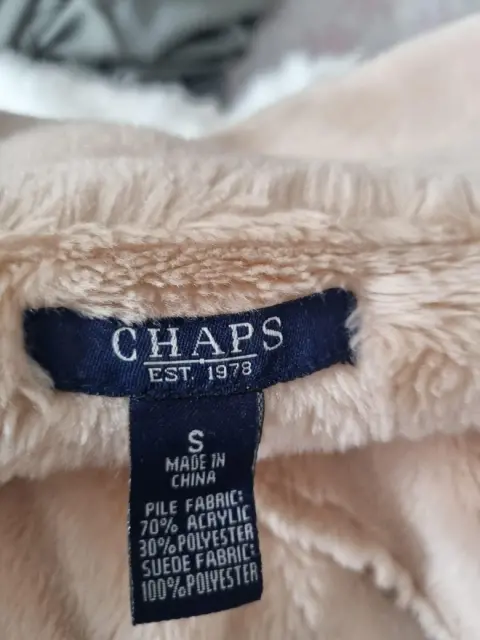 CHAPS
EST. 1978
S
MADE IN
CHINA
PILE FABRIC:
70% ACRYLIC
30%POLYESTER
SUEDE FABRIC:
100%POLYESTER